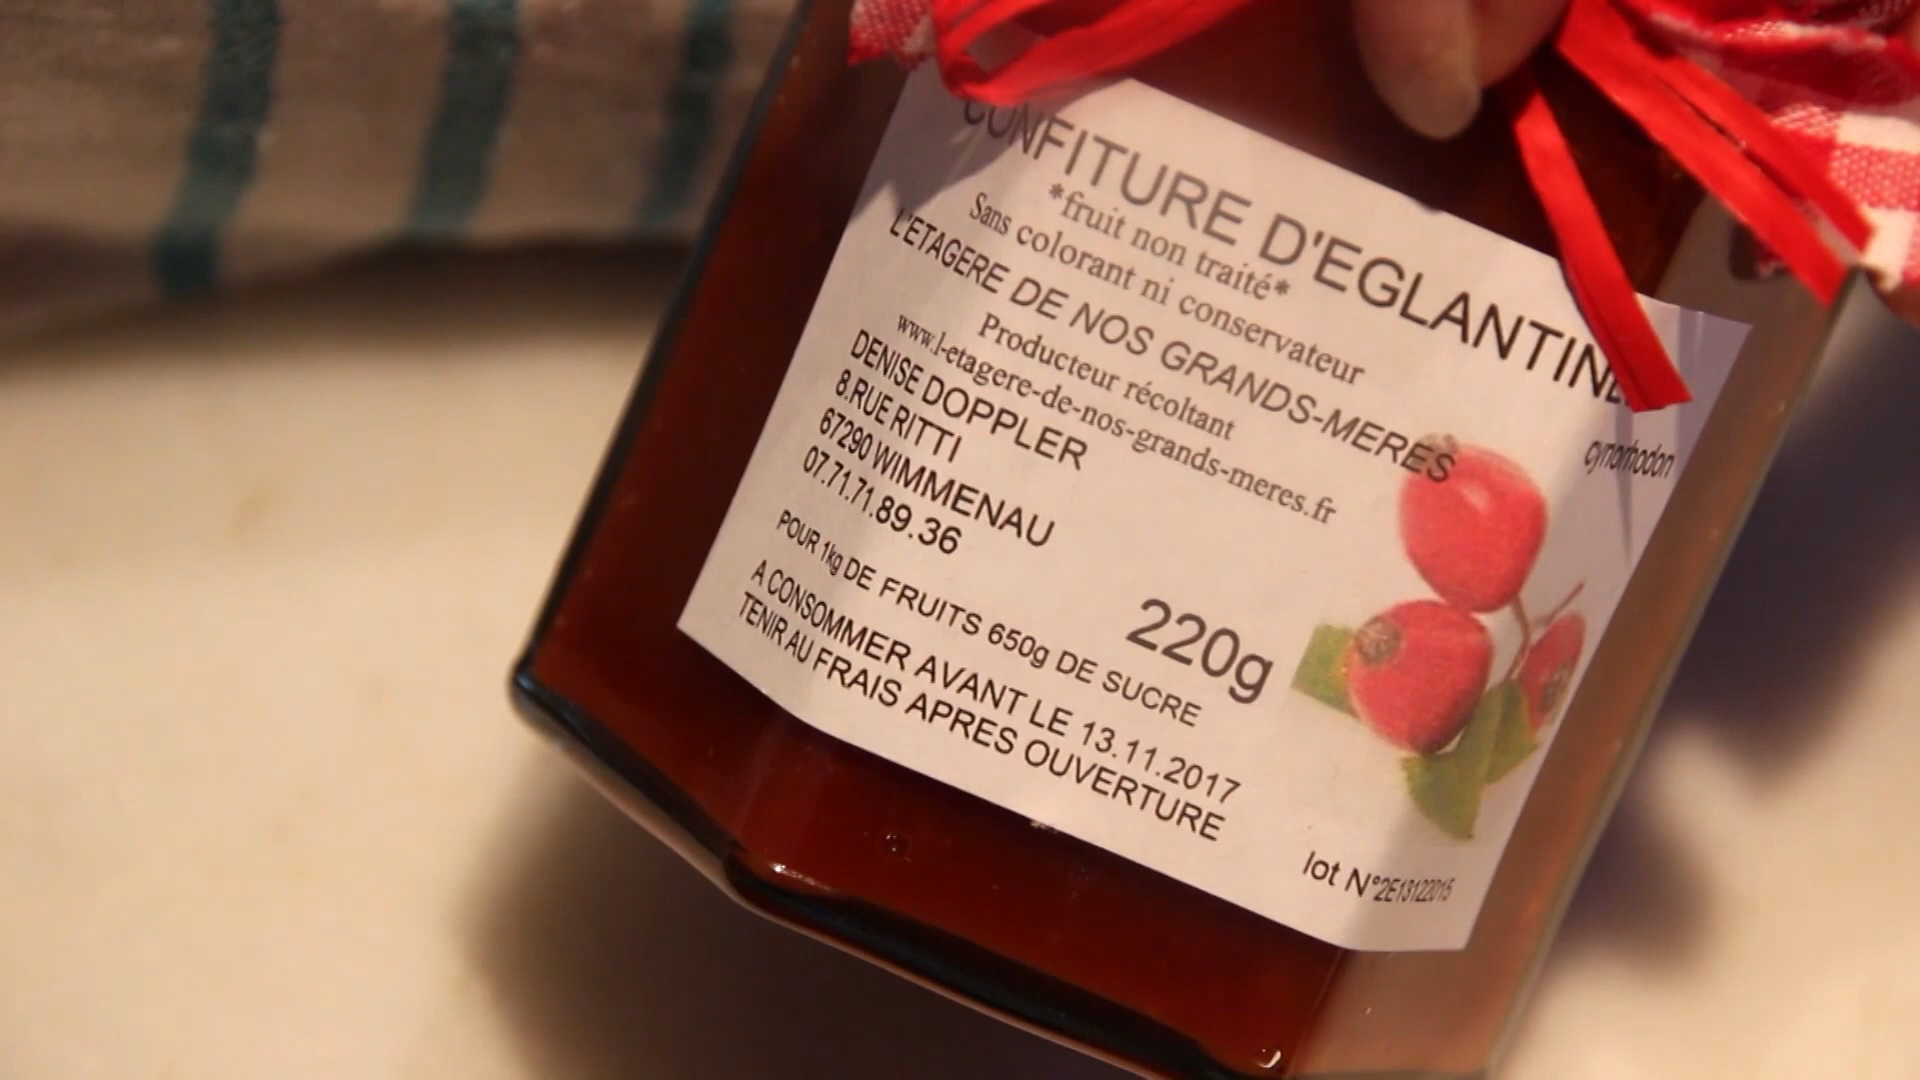 CONFITURE D'EGLANTINE
cynorhodon
*fruit non traité*
Sans colorant ni conservateur
L'ETAGERE DE NOS GRANDS-MERES
Producteur récoltant
www.l-etagere-de-nos-grands-meres.fr
DENISE DOPPLER
8.RUE RITTI
67290 WIMMENAU
07.71.71.89.36
220g
POUR 1kg DE FRUITS 650g DE SUCRE
A CONSOMMER AVANT LE 13.11.2017
TENIR AU FRAIS APRES OUVERTURE
lot N°2E13122015